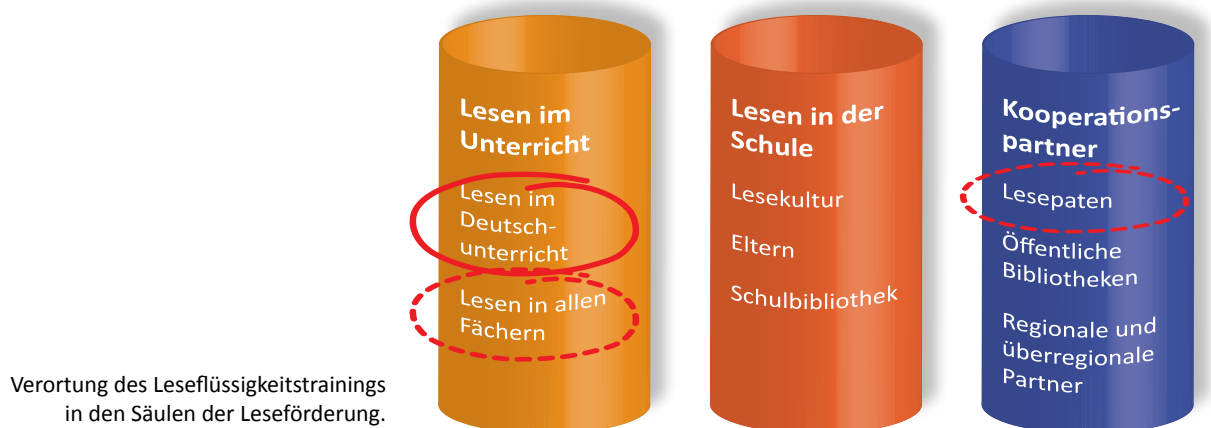 Lesen im
Unterricht
Lesen im
Deutsch-
unterricht
Lesen in allen
Fächern
Lesen in der
Schule
Lesekultur
Eltern
Schulbibliothek
Kooperations-
partner
Lesepaten
Öffentliche
Bibliotheken
Regionale und
überregionale
Partner
Verortung des Leseflüssigkeitstrainings
in den Säulen der Leseförderung.